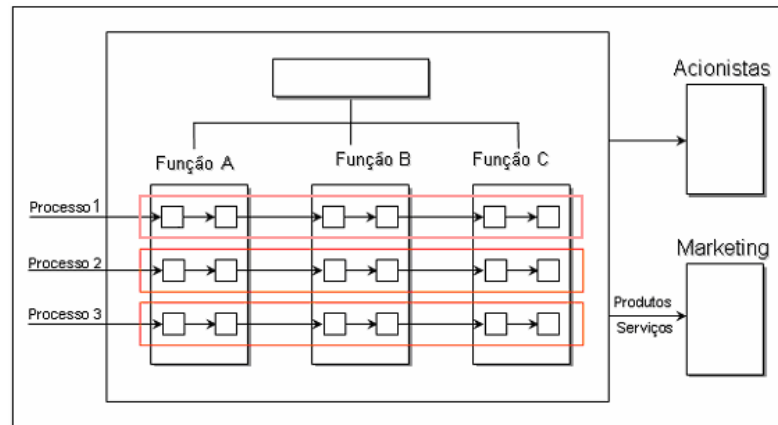 Acionistas
Função A
Função B
Função C
Processo 1
Processo 2
Processo 3
Marketing
Produtos
Serviços